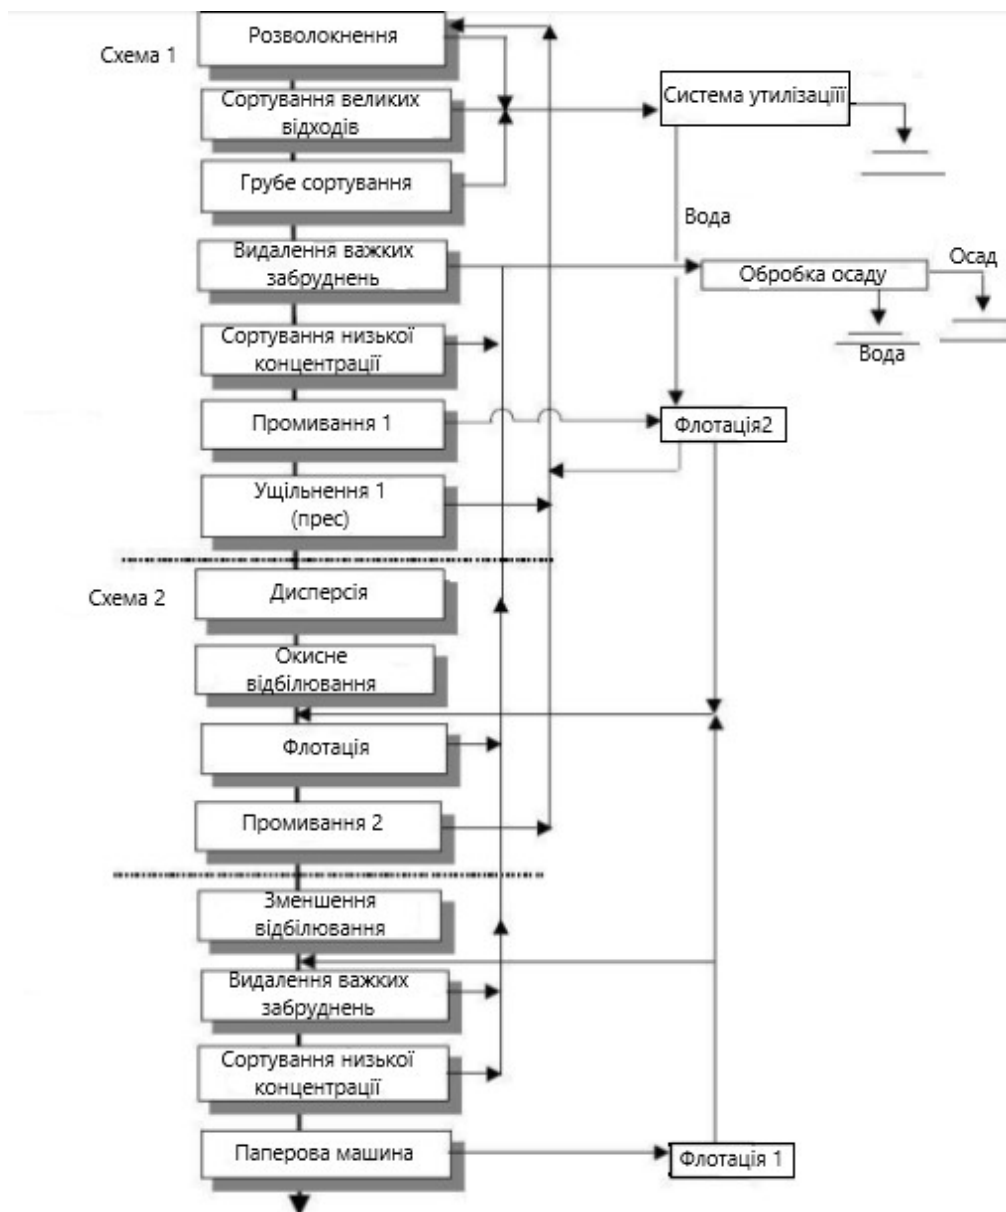 Схема 1
Розволокнення
Сортування великих
відходів
Грубе сортування
Система утилізаціїї
Вода
Видалення важких
забруднень
Обробка осаду
Осад
Вода
Сортування низької
концентрації
Промивання 1
Флотація2
Ущільнення 1
(прес)
Схема 2
Дисперсія
Окисне
відбілювання
Флотація
Промивання 2
Зменшення
відбілювання
Видалення важких
забруднень
Сортування низької
концентрації
Паперова машина
Флотація 1